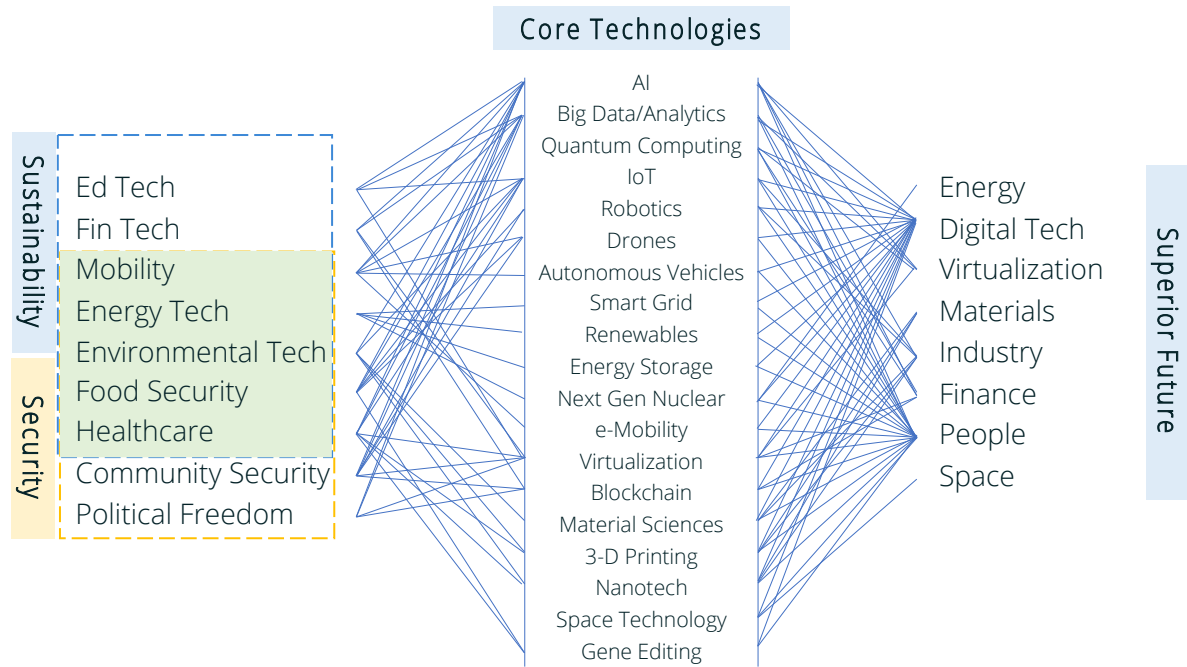 Core Technologies
Sustainability
Security
Ed Tech
Fin Tech
Mobility
Energy Tech
Environmental Tech
Food Security
Healthcare
Community Security
Political Freedom
AI
Big Data/Analytics
Quantum Computing
IoT
Robotics
Drones
Autonomous Vehicles
Smart Grid
Renewables
Energy Storage
Next Gen Nuclear
e-Mobility
Virtualization
Blockchain
Material Sciences
3-D Printing
Nanotech
Space Technology
Gene Editing
Energy
Digital Tech
Virtualization
Materials
Industry
Finance
People
Space
Superior Future